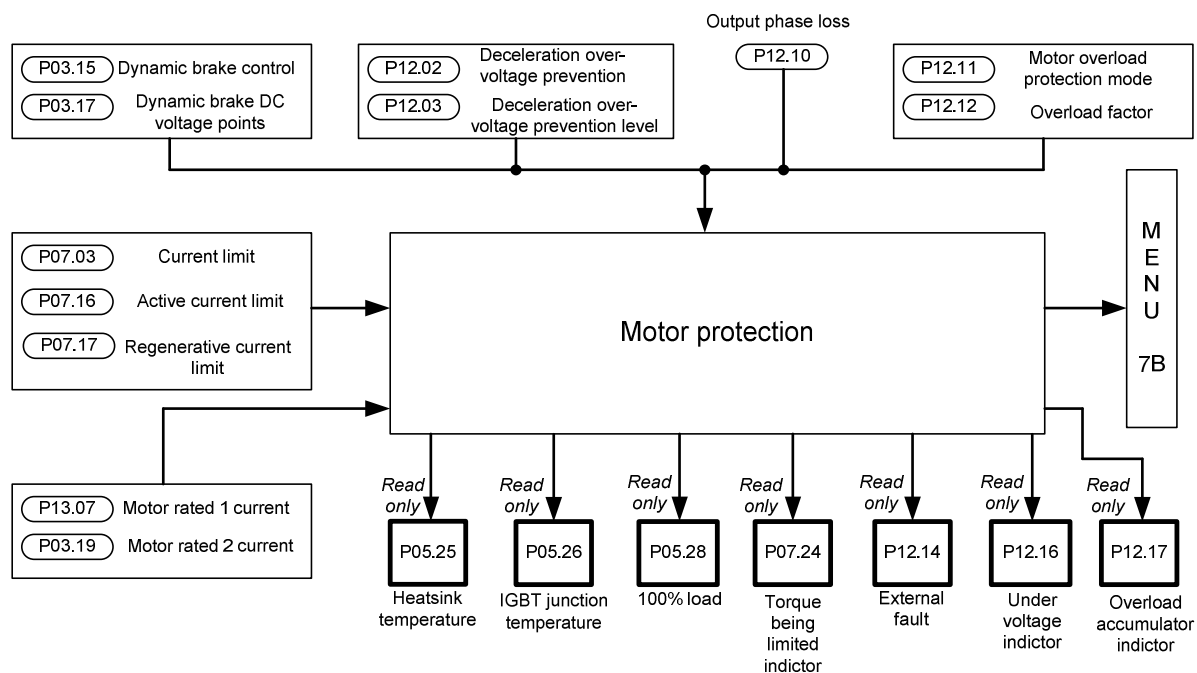 Output phase loss
P12.10
P03.15 Dynamic brake control
P03.17 Dynamic brake DC
voltage points
P12.02 Deceleration over-
voltage prevention
P12.03 Deceleration over-
voltage prevention level
P12.11 Motor overload
protection mode
P12.12 Overload factor
P07.03 Current limit
P07.16 Active current limit
P07.17 Regenerative current
limit
Motor protection
M
E
N
U
7B
P13.07 Motor rated 1 current
P03.19 Motor rated 2 current
Read
only
P05.25
Heatsink
temperature
Read
only
P05.26
IGBT junction
temperature
Read
only
P05.28
100% load
Read
only
P07.24
Torque
being
limited
indictor
Read
only
P12.14
External
fault
Read
only
P12.16
Under
voltage
indictor
Read
only
P12.17
Overload
accumulator
indictor